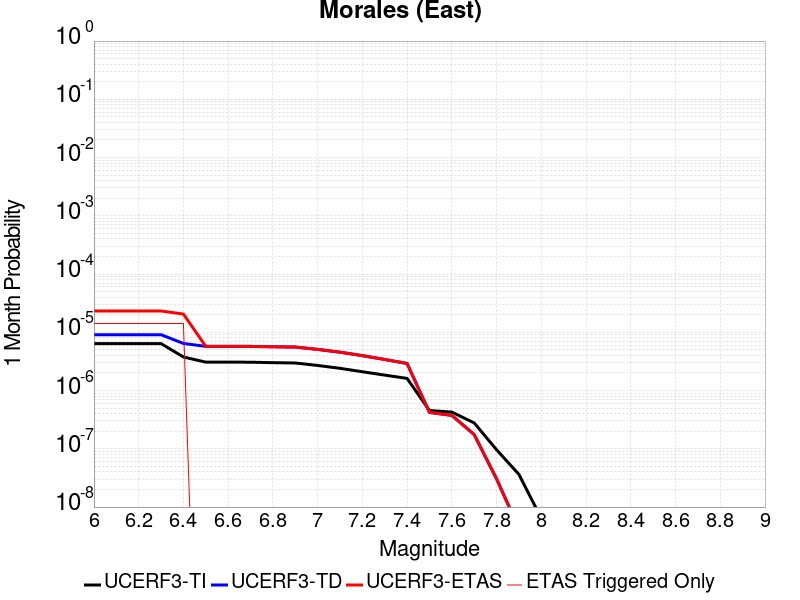 Morales (East)
10^0
10^-1
10^-2
10^-3
10^-4
10^-5
10^-6
10^-7
10^-8
1 Month Probability
6 6.2 6.4 6.6 6.8 7 7.2 7.4 7.6 7.8 8 8.2 8.4 8.6 8.8 9
Magnitude
UCERF3-TI UCERF3-TD UCERF3-ETAS ETAS Triggered Only